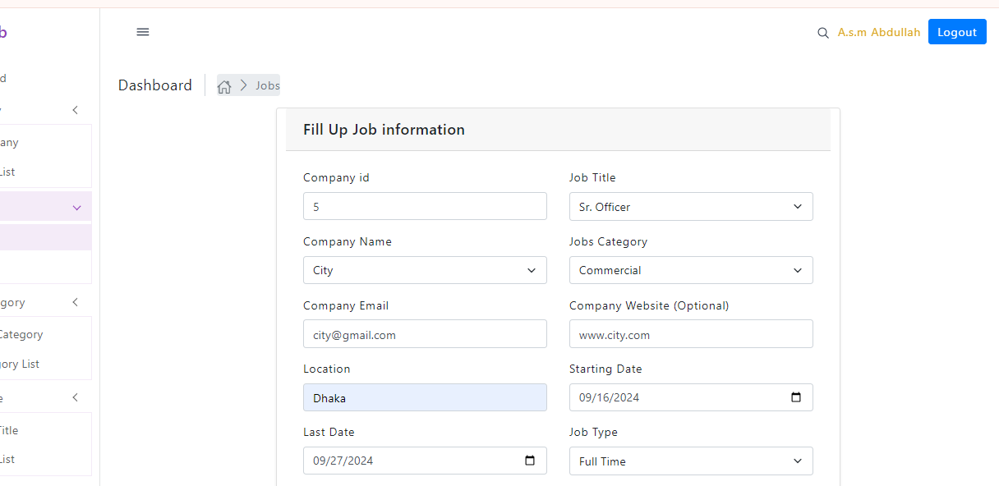 b
A.s.m Abdullah
Logout
d
Dashboard
Jobs
any
List
gory
Category
gory List
e
Title
List
Fill Up Job information
Company id
Job Title
5
Sr. Officer
Company Name
Jobs Category
City
Commercial
Company Email
Company Website (Optional)
city@gmail.com
www.city.com
Location
Starting Date
Dhaka
09/16/2024
Last Date
Job Type
09/27/2024
Full Time